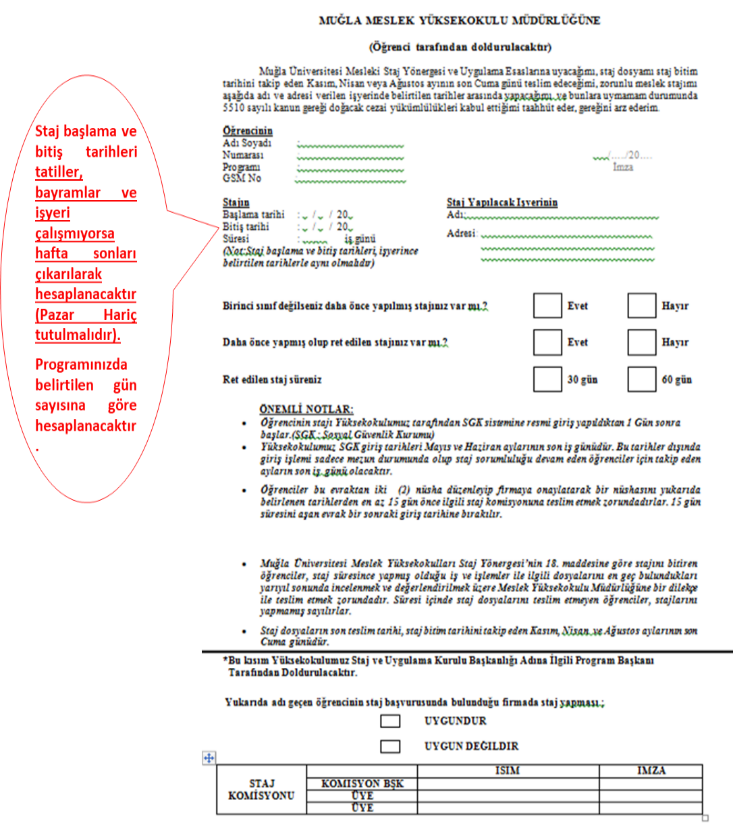 MUĞLA MESLEK YÜKSEKOKULU MÜDÜRLÜĞÜNE
(Öğrenci tarafından doldurulacaktır)
Muğla Üniversitesi Mesleki Staj Yönergesi ve Uygulama Esaslarına uyacağımı, staj dosyamı staj bitim
tarihini takip eden Kasım, Nisan veya Ağustos ayının son Cuma günü teslim edeceğimi, zorunlu meslek stajımı
aşağıda adı ve adresi verilen işyerinde belirtilen tarihler arasında yapacağımı, ve bunlara uymamam durumunda
5510 sayılı kanun gereği doğacak cezai yükümlülükleri kabul ettiğimi taahhüt eder, gereğini arz ederim.
Staj başlama ve
bitiş tarihleri
tatiller,
bayramlar ve
işyeri
çalışmıyorsa
hafta sonları
çıkarılarak
hesaplanacaktır
(Pazar Hariç
tutulmalıdır).
Programınızda
belirtilen gün
sayısına göre
hesaplanacaktır
.
Öğrencinin
Adı Soyadı :
Numarası :
Programı :
GSM No :
..../..../20....
İmza
Stajın
Başlama tarihi : . / . / 20..
Bitiş tarihi : . / . / 20..
Süresi : ...... iş günü
(Not:Staj başlama ve bitiş tarihleri, işyerince
belirtilen tarihlerle aynı olmalıdır)
Staj Yapılacak İşyerinin
Adı:
Adresi:
Birinci sınıf değilseniz daha önce yapılmış stajınız var mı.? Evet Hayır
Daha önce yapmış olup ret edilen stajınız var mı.? Evet Hayır
Ret edilen staj süreniz 30 gün 60 gün
ÖNEMLİ NOTLAR:
• Öğrencinin stajı Yüksekokulumuz tarafından SGK sistemine resmi giriş yapıldıktan 1 Gün sonra
başlar.(SGK : Sosyal Güvenlik Kurumu)
• Yüksekokulumuz SGK giriş tarihleri Mayıs ve Haziran aylarının son iş günüdür. Bu tarihler dışında
giriş işlemi sadece mezun durumunda olup staj sorumluluğu devam eden öğrenciler için takip eden
ayların son iş günü olacaktır.
• Öğrenciler bu evraktan iki (2) nüsha düzenleyip firmaya onaylatarak bir nüshasını yukarıda
belirlenen tarihlerden en az 15 gün önce ilgili staj komisyonuna teslim etmek zorundadırlar. 15 gün
süresini aşan evrak bir sonraki giriş tarihine bırakılır.
• Muğla Üniversitesi Meslek Yüksekokulları Staj Yönergesi'nin 18. maddesine göre stajını bitiren
öğrenciler, staj süresince yapmış olduğu iş ve işlemler ile ilgili dosyalarını en geç bulundukları
yarıyıl sonunda incelenmek ve değerlendirilmek üzere Meslek Yüksekokulu Müdürlüğüne bir dilekçe
ile teslim etmek zorundadır. Süresi içinde staj dosyalarını teslim etmeyen öğrenciler, stajlarını
yapmamış sayılırlar.
• Staj dosyaların son teslim tarihi, staj bitim tarihini takip eden Kasım, Nisan ve Ağustos aylarının son
Cuma günüdür.
*Bu kısım Yüksekokulumuz Staj ve Uygulama Kurulu Başkanlığı Adına İlgili Program Başkanı
Tarafından Doldurulacaktır.
Yukarıda adı geçen öğrencinin staj başvurusunda bulunduğu firmada staj yapması ;
UYGUNDUR
UYGUN DEĞİLDİR
İSİM İMZA
STAJ KOMİSYONU
KOMİSYON BŞK
ÜYE
ÜYE